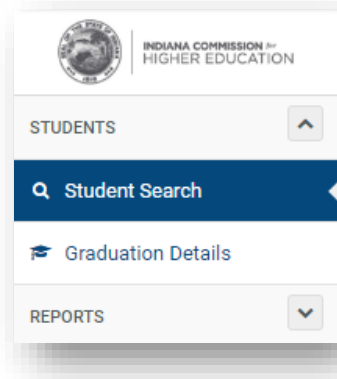 INDIANA COMMISSION for
HIGHER EDUCATION
STUDENTS
Student Search
Graduation Details
REPORTS